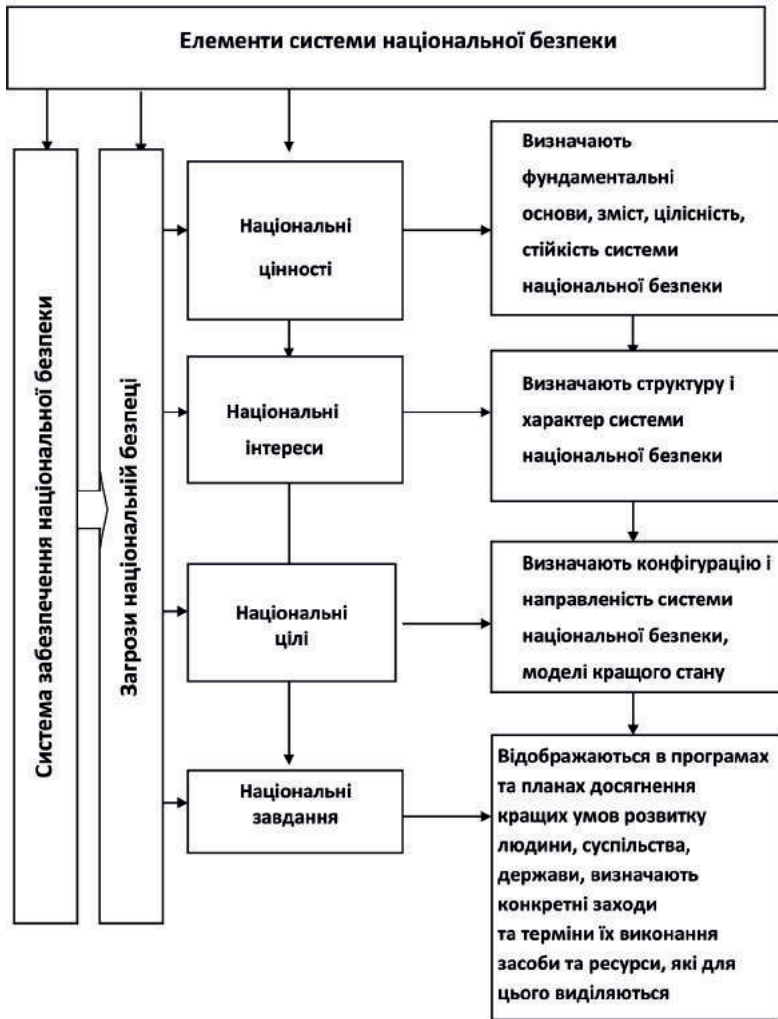 Елементи системи національної безпеки
Система забезпечення національної безпеки
Загрози національній безпеці
Національні
цінності
Визначають
фундаментальні
основи, зміст, цілісність,
стійкість системи
національної безпеки
Національні
інтереси
Визначають структуру і
характер системи
національної безпеки
Національні
цілі
Визначають конфігурацію і
направленість системи
національної безпеки,
моделі кращого стану
Національні
завдання
Відображаються в програмах
та планах досягнення
кращих умов розвитку
людини, суспільства,
держави, визначають
конкретні заходи
та терміни їх виконання
засоби та ресурси, які для
цього виділяються